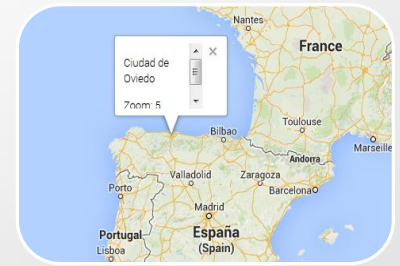 Nantes
France
Ciudad de
Oviedo
Zoom: 5
Toulouse
Bilbao
Marseille
Andorra
Valladolid
Zaragoza
Porto
Barcelona
Madrid
Portugal
España
(Spain)
Lisboa